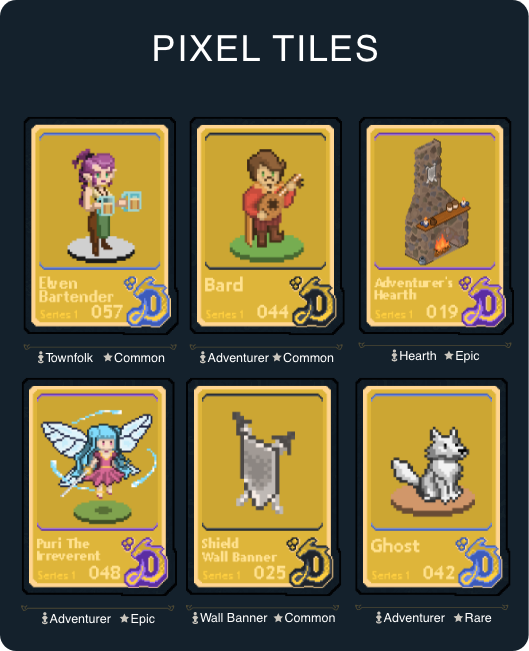 PIXEL TILES
Elven
Bartender
Series 1 057
Townfolk Common
Bard
Series 1 044
Adventurer Common
Adventurer's
Hearth
Series 1 019
Hearth Epic
Puri The
Irreverent
Series 1 048
Adventurer Epic
Shield
Wall Banner
Series 1 025
Wall Banner Common
Ghost
Series 1 042
Adventurer Rare